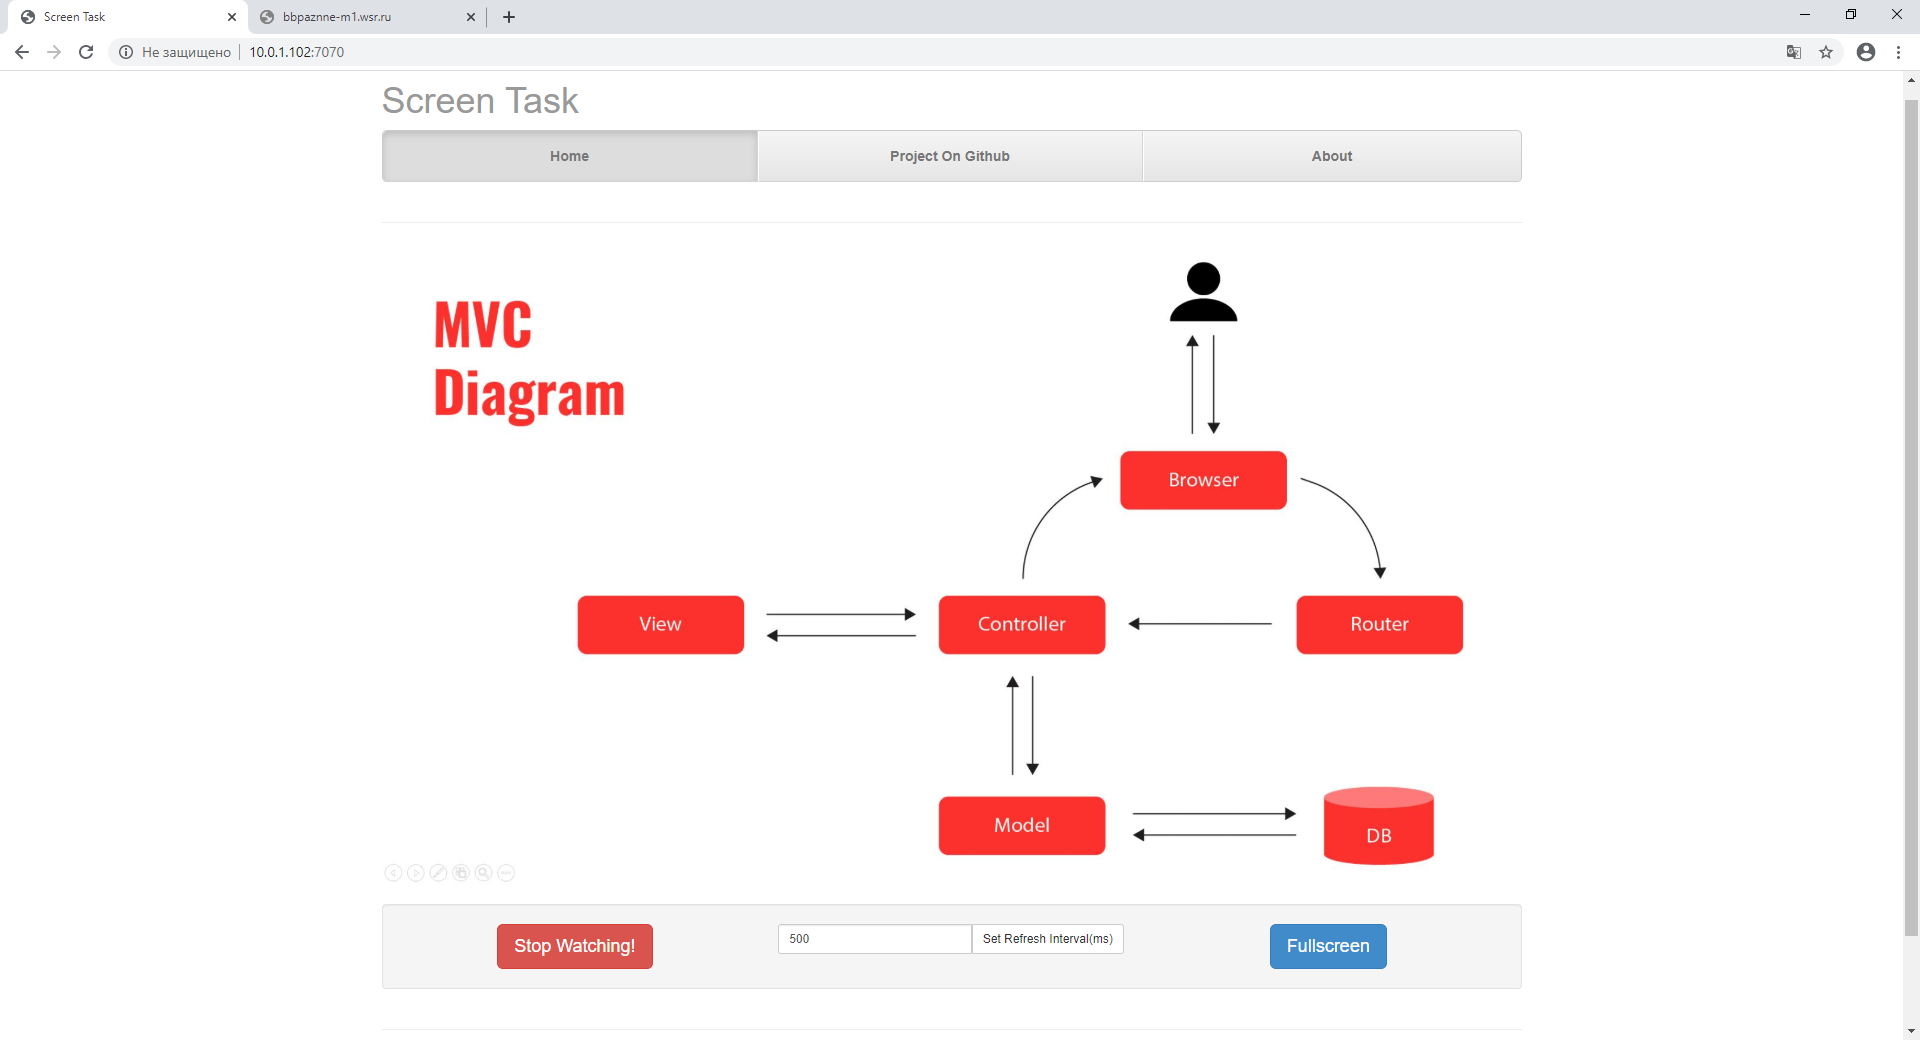 Screen Task
bbpaznne-m1.wsr.ru
Не защищено
10.0.1.102:7070
Screen Task
Home
Project On Github
About
MVC
Diagram
Browser
View
Controller
Router
Model
DB
Stop Watching!
500
Set Refresh Interval(ms)
Fullscreen